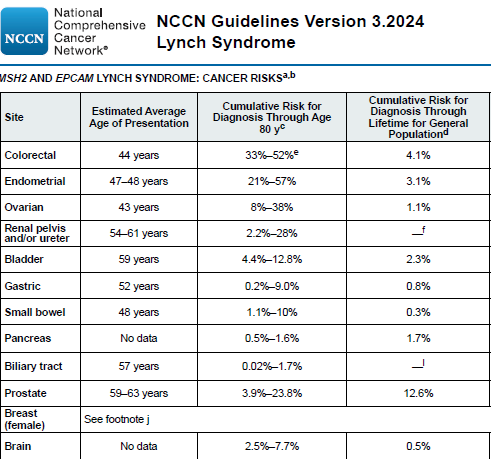 National
Comprehensive
Cancer
Network®
NCCN
NCCN Guidelines Version 3.2024
Lynch Syndrome
MSH2 AND EPCAM LYNCH SYNDROME: CANCER RISKSa,b
Site Estimated Average Age of Presentation Cumulative Risk for Diagnosis Through Age 80 yc Cumulative Risk for Diagnosis Through Lifetime for General Populationd
Colorectal 44 years 33%–52%e 4.1%
Endometrial 47–48 years 21%–57% 3.1%
Ovarian 43 years 8%–38% 1.1%
Renal pelvis and/or ureter 54–61 years 2.2%–28% —f
Bladder 59 years 4.4%–12.8% 2.3%
Gastric 52 years 0.2%–9.0% 0.8%
Small bowel 48 years 1.1%–10% 0.3%
Pancreas No data 0.5%–1.6% 1.7%
Biliary tract 57 years 0.02%–1.7% —i
Prostate 59–63 years 3.9%–23.8% 12.6%
Breast (female) See footnote j
Brain No data 2.5%–7.7% 0.5%